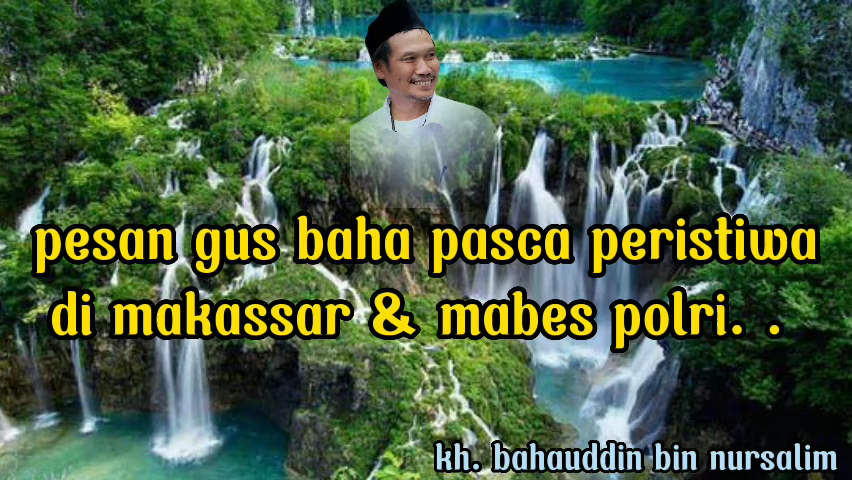 pesan gus baha pasca peristiwa
di makassar & mabes polri. .
kh. bahauddin bin nursalim